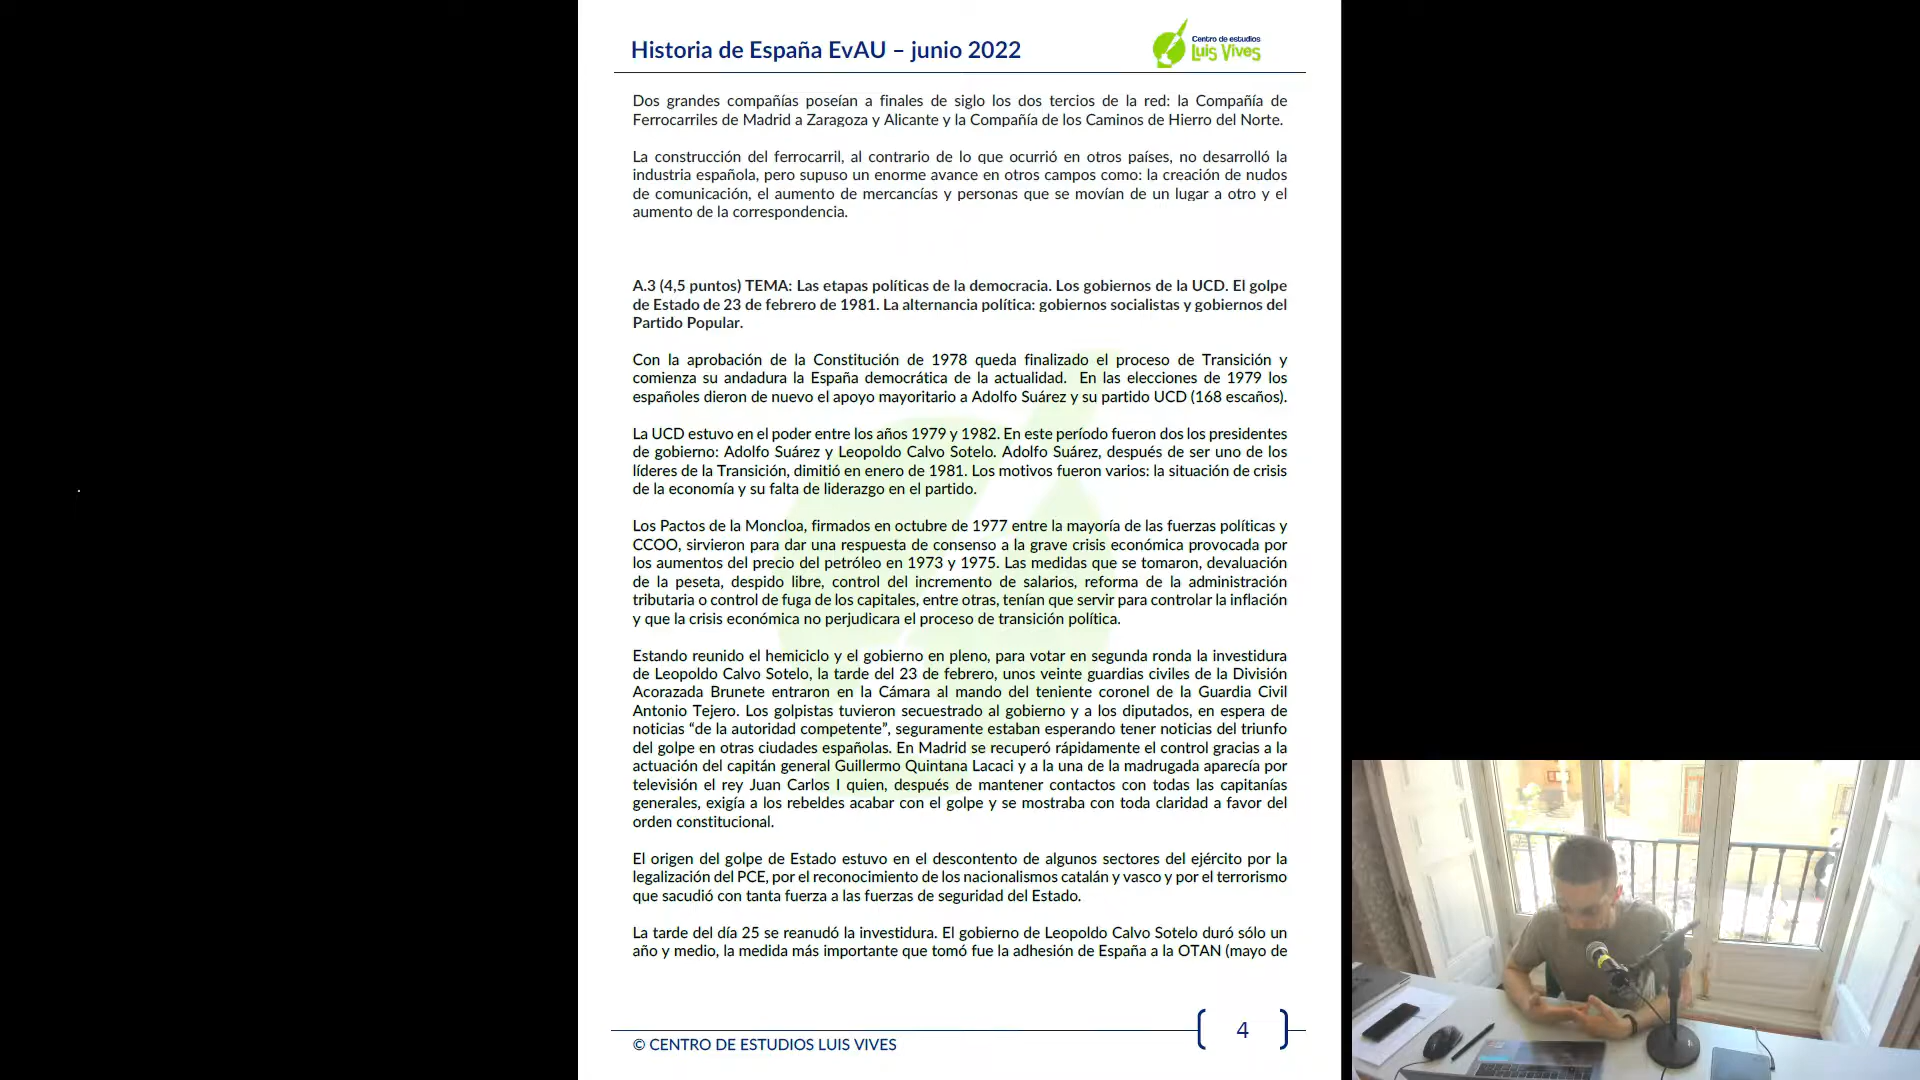 Historia de España EvAU – junio 2022
Centro de estudios
Luis Vives
Dos grandes compañías poseían a finales de siglo los dos tercios de la red: la Compañía de
Ferrocarriles de Madrid a Zaragoza y Alicante y la Compañía de los Caminos de Hierro del Norte.
La construcción del ferrocarril, al contrario de lo que ocurrió en otros países, no desarrolló la
industria española, pero supuso un enorme avance en otros campos como: la creación de nudos
de comunicación, el aumento de mercancías y personas que se movían de un lugar a otro y el
aumento de la correspondencia.
A.3 (4,5 puntos) TEMA: Las etapas políticas de la democracia. Los gobiernos de la UCD. El golpe
de Estado de 23 de febrero de 1981. La alternancia política: gobiernos socialistas y gobiernos del
Partido Popular.
Con la aprobación de la Constitución de 1978 queda finalizado el proceso de Transición y
comienza su andadura la España democrática de la actualidad. En las elecciones de 1979 los
españoles dieron de nuevo el apoyo mayoritario a Adolfo Suárez y su partido UCD (168 escaños).
La UCD estuvo en el poder entre los años 1979 y 1982. En este período fueron dos los presidentes
de gobierno: Adolfo Suárez y Leopoldo Calvo Sotelo. Adolfo Suárez, después de ser uno de los
líderes de la Transición, dimitió en enero de 1981. Los motivos fueron varios: la situación de crisis
de la economía y su falta de liderazgo en el partido.
Los Pactos de la Moncloa, firmados en octubre de 1977 entre la mayoría de las fuerzas políticas y
CCOO, sirvieron para dar una respuesta de consenso a la grave crisis económica provocada por
los aumentos del precio del petróleo en 1973 y 1975. Las medidas que se tomaron, devaluación
de la peseta, despido libre, control del incremento de salarios, reforma de la administración
tributaria o control de fuga de los capitales, entre otras, tenían que servir para controlar la inflación
y que la crisis económica no perjudicara el proceso de transición política.
Estando reunido el hemiciclo y el gobierno en pleno, para votar en segunda ronda la investidura
de Leopoldo Calvo Sotelo, la tarde del 23 de febrero, unos veinte guardias civiles de la División
Acorazada Brunete entraron en la Cámara al mando del teniente coronel de la Guardia Civil
Antonio Tejero. Los golpistas tuvieron secuestrado al gobierno y a los diputados, en espera de
noticias “de la autoridad competente”, seguramente estaban esperando tener noticias del triunfo
del golpe en otras ciudades españolas. En Madrid se recuperó rápidamente el control gracias a la
actuación del capitán general Guillermo Quintana Lacaci y a la una de la madrugada aparecía por
televisión el rey Juan Carlos I quien, después de mantener contactos con todas las capitanías
generales, exigía a los rebeldes acabar con el golpe y se mostraba con toda claridad a favor del
orden constitucional.
El origen del golpe de Estado estuvo en el descontento de algunos sectores del ejército por la
legalización del PCE, por el reconocimiento de los nacionalismos catalán y vasco y por el terrorismo
que sacudió con tanta fuerza a las fuerzas de seguridad del Estado.
La tarde del día 25 se reanudó la investidura. El gobierno de Leopoldo Calvo Sotelo duró sólo un
año y medio, la medida más importante que tomó fue la adhesión de España a la OTAN (mayo de
4
© CENTRO DE ESTUDIOS LUIS VIVES